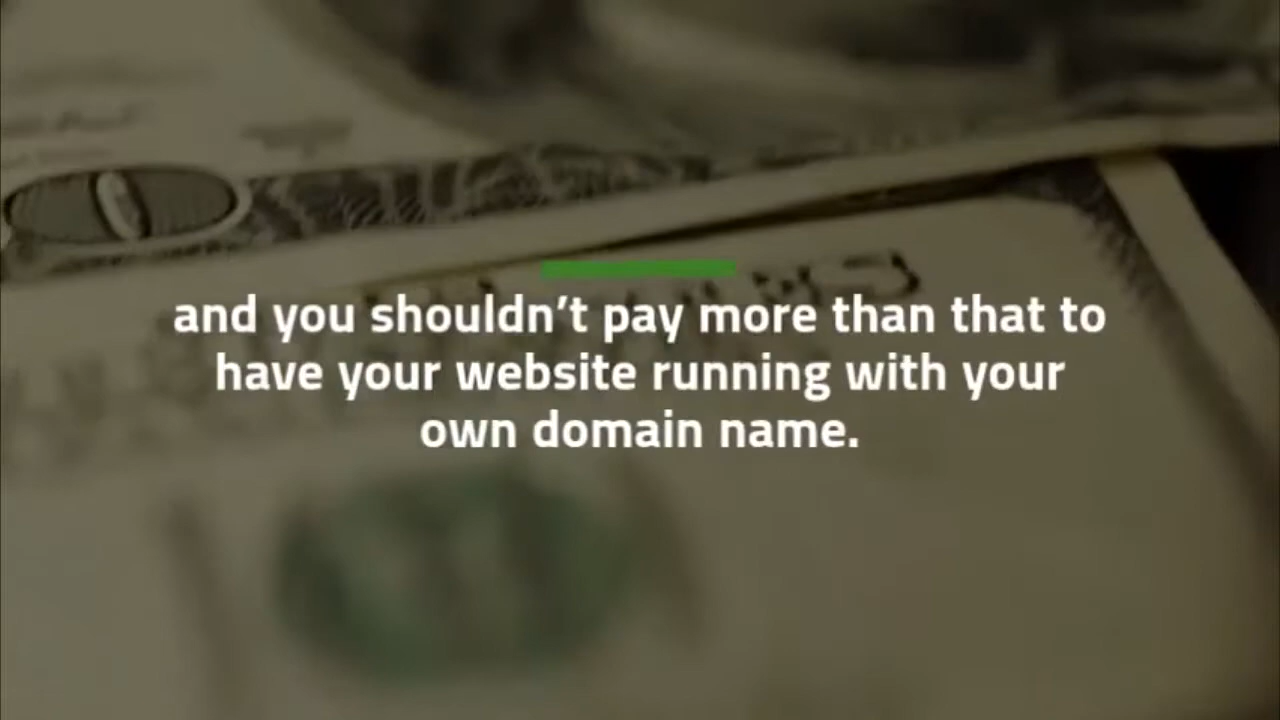 and you shouldn’t pay more than that to
have your website running with your
own domain name.